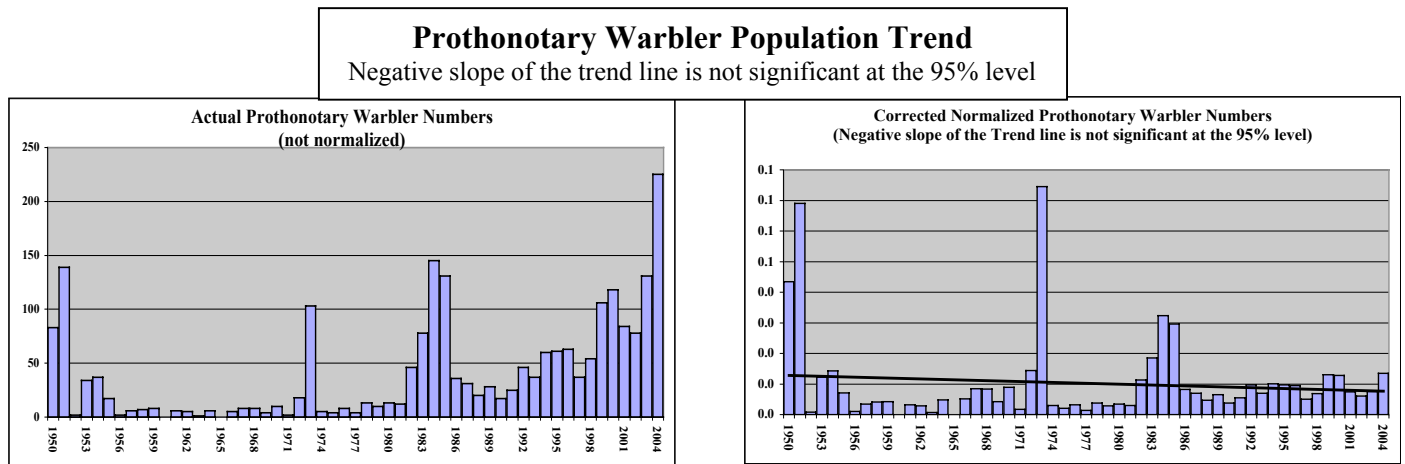 Prothonotary Warbler Population Trend
Negative slope of the trend line is not significant at the 95% level
Actual Prothonotary Warbler Numbers
(not normalized)
250
200
150
100
50
0
1950 1953 1956 1959 1962 1965 1968 1971 1974 1977 1980 1983 1986 1989 1992 1995 1998 2001 2004
Corrected Normalized Prothonotary Warbler Numbers
(Negative slope of the Trend line is not significant at the 95% level)
0.1
0.1
0.1
0.1
0.0
0.0
0.0
0.0
0.0
1950 1953 1956 1959 1962 1965 1968 1971 1974 1977 1980 1983 1986 1989 1992 1995 1998 2001 2004